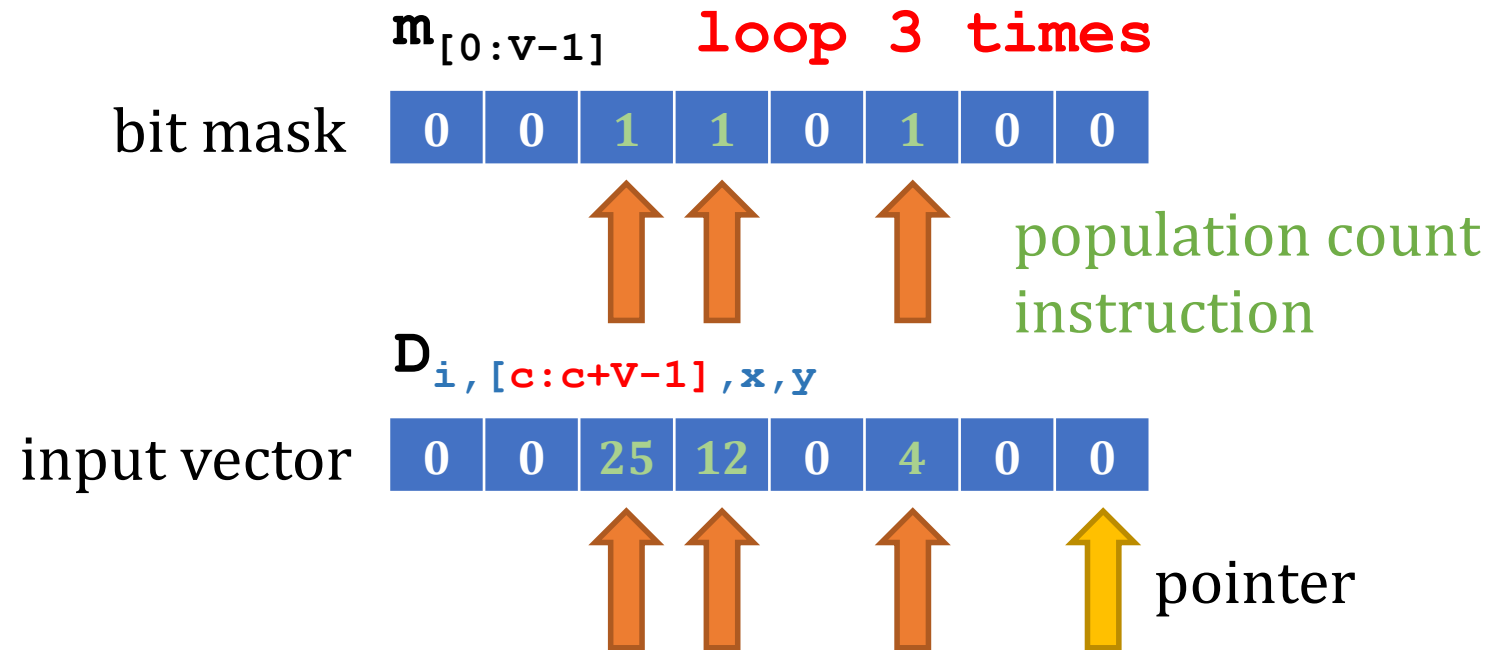 m[0:V-1] loop 3 times
bit mask 0 0 1 1 0 1 0 0
population count
instruction
Di,[c:c+V-1],x,y
input vector 0 0 25 12 0 4 0 0
pointer